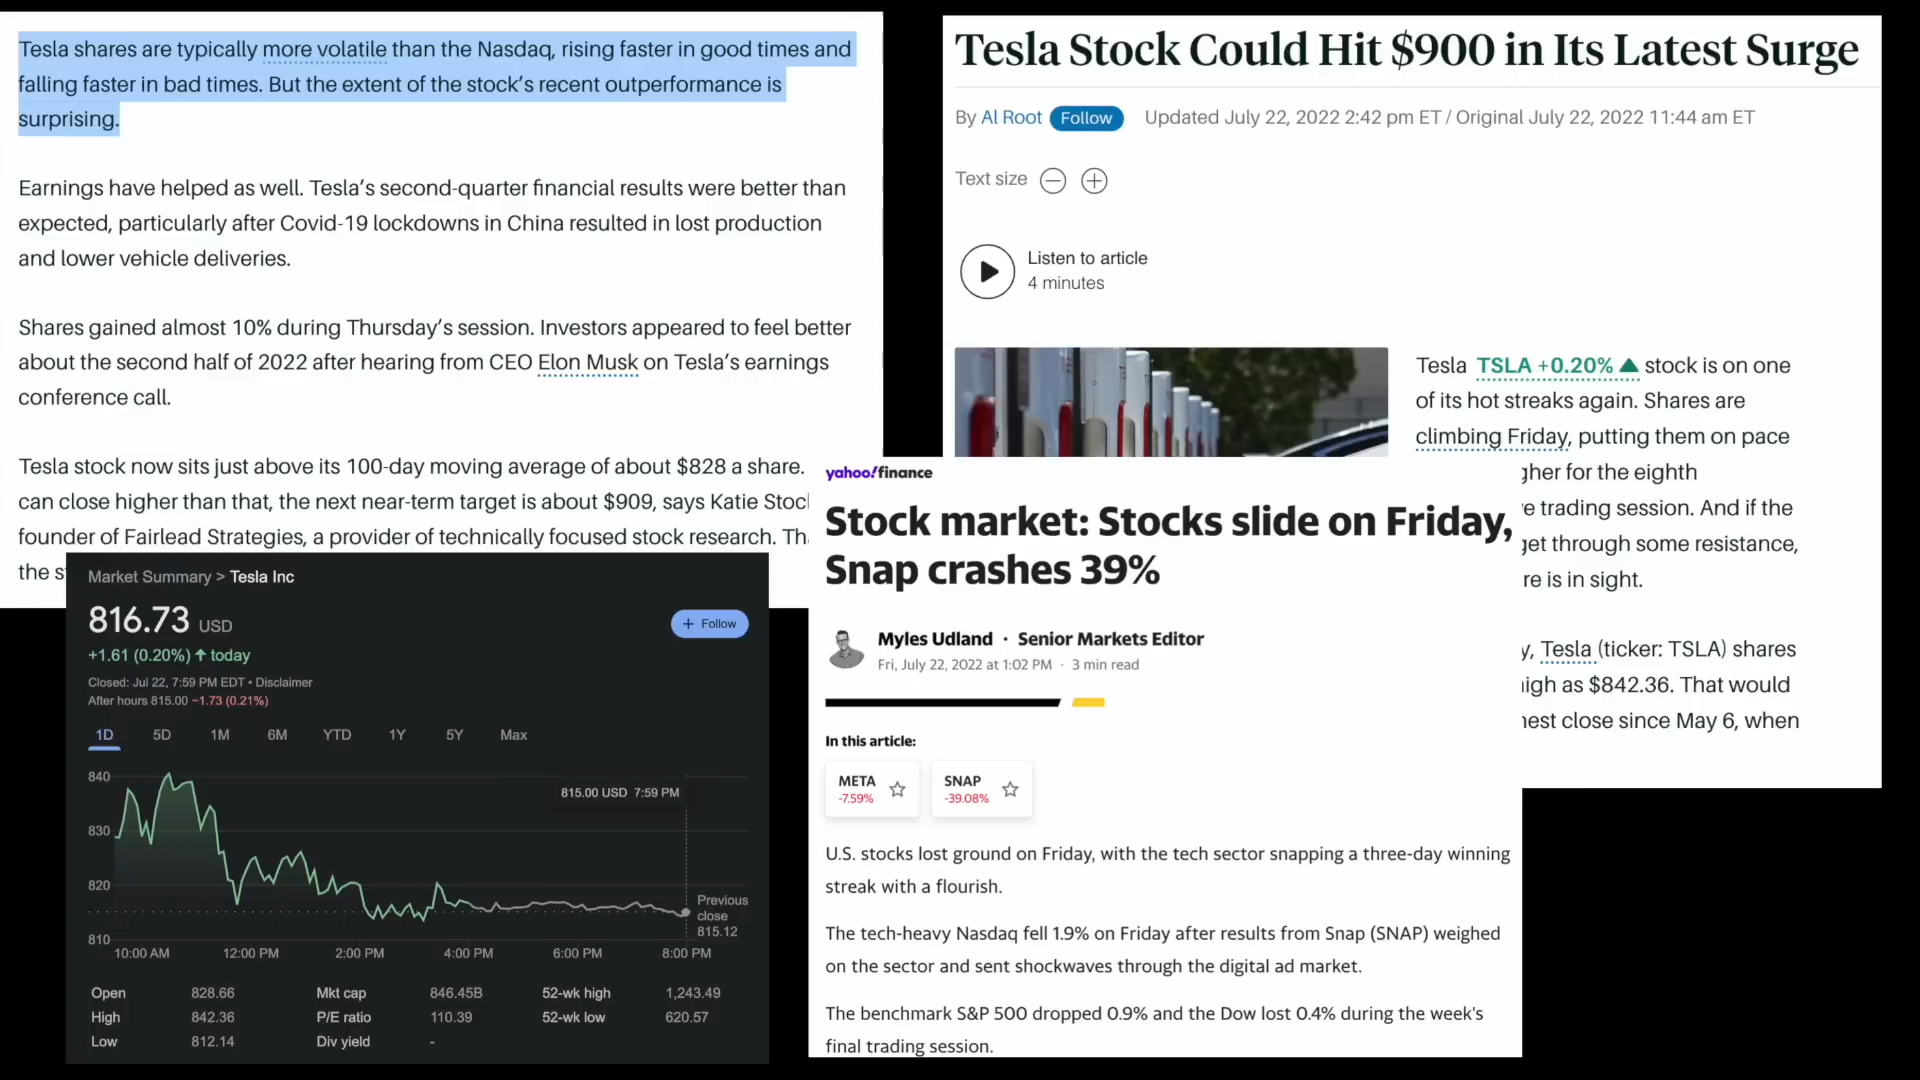 Tesla shares are typically more volatile than the Nasdaq, rising faster in good times and
falling faster in bad times. But the extent of the stock's recent outperformance is
surprising.
Earnings have helped as well. Tesla's second-quarter financial results were better than
expected, particularly after Covid-19 lockdowns in China resulted in lost production
and lower vehicle deliveries.
Shares gained almost 10% during Thursday's session. Investors appeared to feel better
about the second half of 2022 after hearing from CEO Elon Musk on Tesla's earnings
conference call.
Tesla stock now sits just above its 100-day moving average of about $828 a share.
can close higher than that, the next near-term target is about $909, says Katie
founder of Fairlead Strategies, a provider of technically focused stock research.
the
Tesla Stock Could Hit $900 in Its Latest Surge
By Al Root Follow Updated July 22, 2022 2:42 pm ET / Original July 22, 2022 11:44 am ET
Text size
Listen to article
4 minutes
Tesla TSLA +0.20% ▲ stock is on one
of its hot streaks again. Shares are
climbing Friday, putting them on pace
for the eighth
trading session. And if the
through some resistance,
is in sight.
Tesla (ticker: TSLA) shares
as $842.36. That would
close since May 6, when
Market Summary > Tesla Inc
816.73 USD
+ Follow
+1.61 (0.20%) ↑ today
Closed: Jul 22, 7:59 PM EDT • Disclaimer
After hours 815.00 −1.73 (0.21%)
1D 5D 1M 6M YTD 1Y 5Y Max
815.00 USD 7:59 PM
840
830
820
810
Previous
close
815.12
10:00 AM 12:00 PM 2:00 PM 4:00 PM 6:00 PM 8:00 PM
Open 828.66 Mkt cap 846.45B 52-wk high 1,243.49
High 842.36 P/E ratio 110.39 52-wk low 620.57
Low 812.14 Div yield -
yahoo!finance
Stock market: Stocks slide on Friday,
Snap crashes 39%
Myles Udland · Senior Markets Editor
Fri, July 22, 2022 at 1:02 PM · 3 min read
In this article:
META SNAP
-7.59% -39.08%
U.S. stocks lost ground on Friday, with the tech sector snapping a three-day winning
streak with a flourish.
The tech-heavy Nasdaq fell 1.9% on Friday after results from Snap (SNAP) weighed
on the sector and sent shockwaves through the digital ad market.
The benchmark S&P 500 dropped 0.9% and the Dow lost 0.4% during the week's
final trading session.